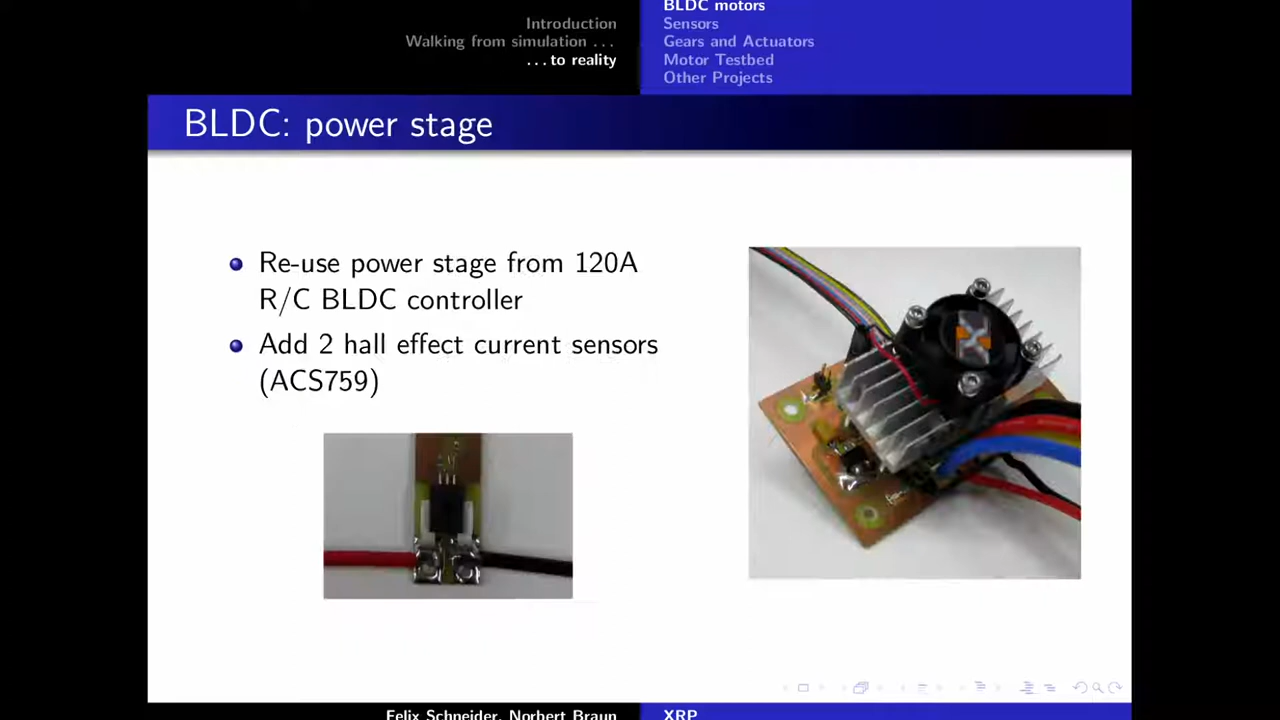 Introduction
Walking from simulation . . .
. . . to reality
BLDC motors
Sensors
Gears and Actuators
Motor Testbed
Other Projects
BLDC: power stage
Re-use power stage from 120A
R/C BLDC controller
Add 2 hall effect current sensors
(ACS759)
Felix Schneider, Norbert Braun
XRP